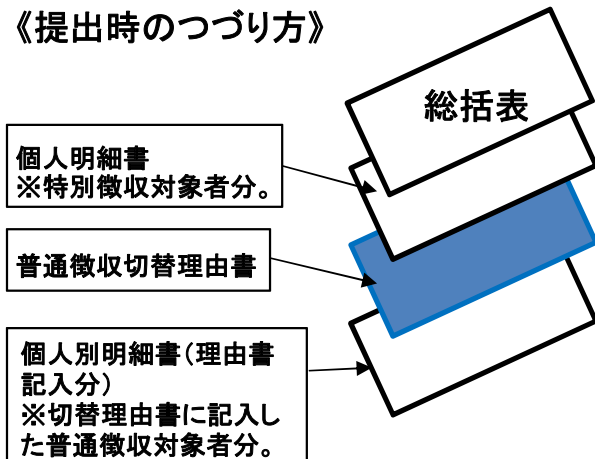 《提出時のつづり方》
総括表
個人明細書
※特別徴収対象者分。
普通徴収切替理由書
個人別明細書（理由書
記入分）
※切替理由書に記入し
た普通徴収対象者分。